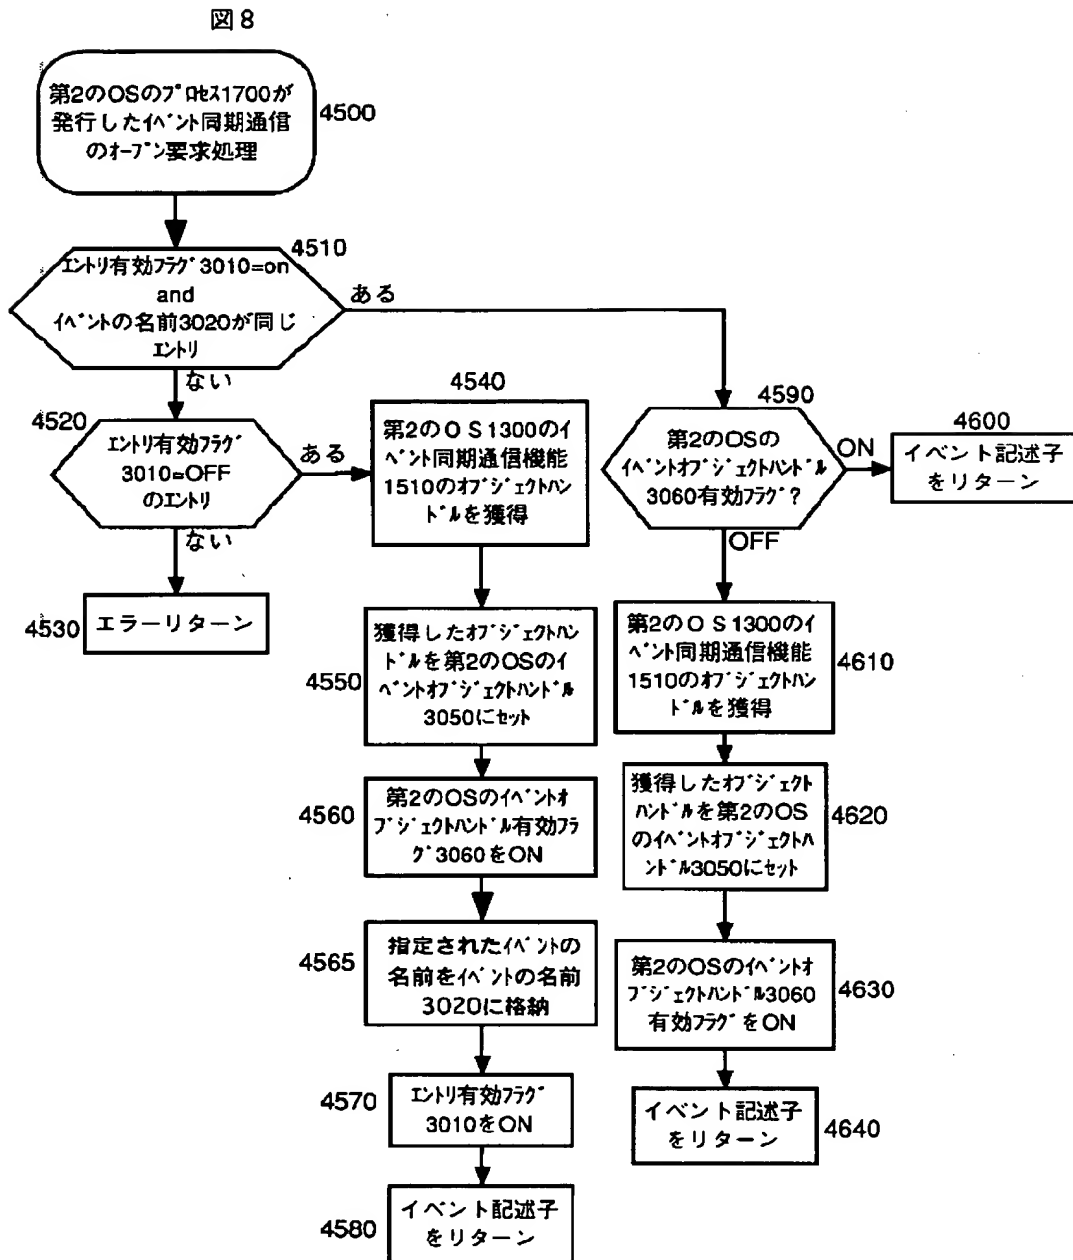 図8
第2のOSのプロセス1700が
発行したイベント同期通信
のオープン要求処理
4500
4510
エントリ有効フラグ3010=on
and
イベントの名前3020が同じ
エントリ
ある
ない
4520
エントリ有効フラグ
3010=OFF
のエントリ
ある
ない
4530
エラーリターン
4540
第2のOS1300のイ
ベント同期通信機能
1510のオブジェクトハン
ドルを獲得
4550
獲得したオブジェクトハン
ドルを第2のOSのイ
ベントオブジェクトハンドル
3050にセット
4560
第2のOSのイベントオ
ブジェクトハンドル有効フラ
グ3060をON
4565
指定されたイベントの
名前をイベントの名前
3020に格納
4570
エントリ有効フラグ
3010をON
4580
イベント記述子
をリターン
4590
第2のOSの
イベントオブジェクトハンドル
3060有効フラグ?
ON
OFF
4600
イベント記述子
をリターン
第2のOS1300のイ
ベント同期通信機能
1510のオブジェクトハン
ドルを獲得
4610
獲得したオブジェクト
ハンドルを第2のOS
のイベントオブジェクトハ
ンドル3050にセット
4620
第2のOSのイベントオ
ブジェクトハンドル3060
有効フラグをON
4630
イベント記述子
をリターン
4640